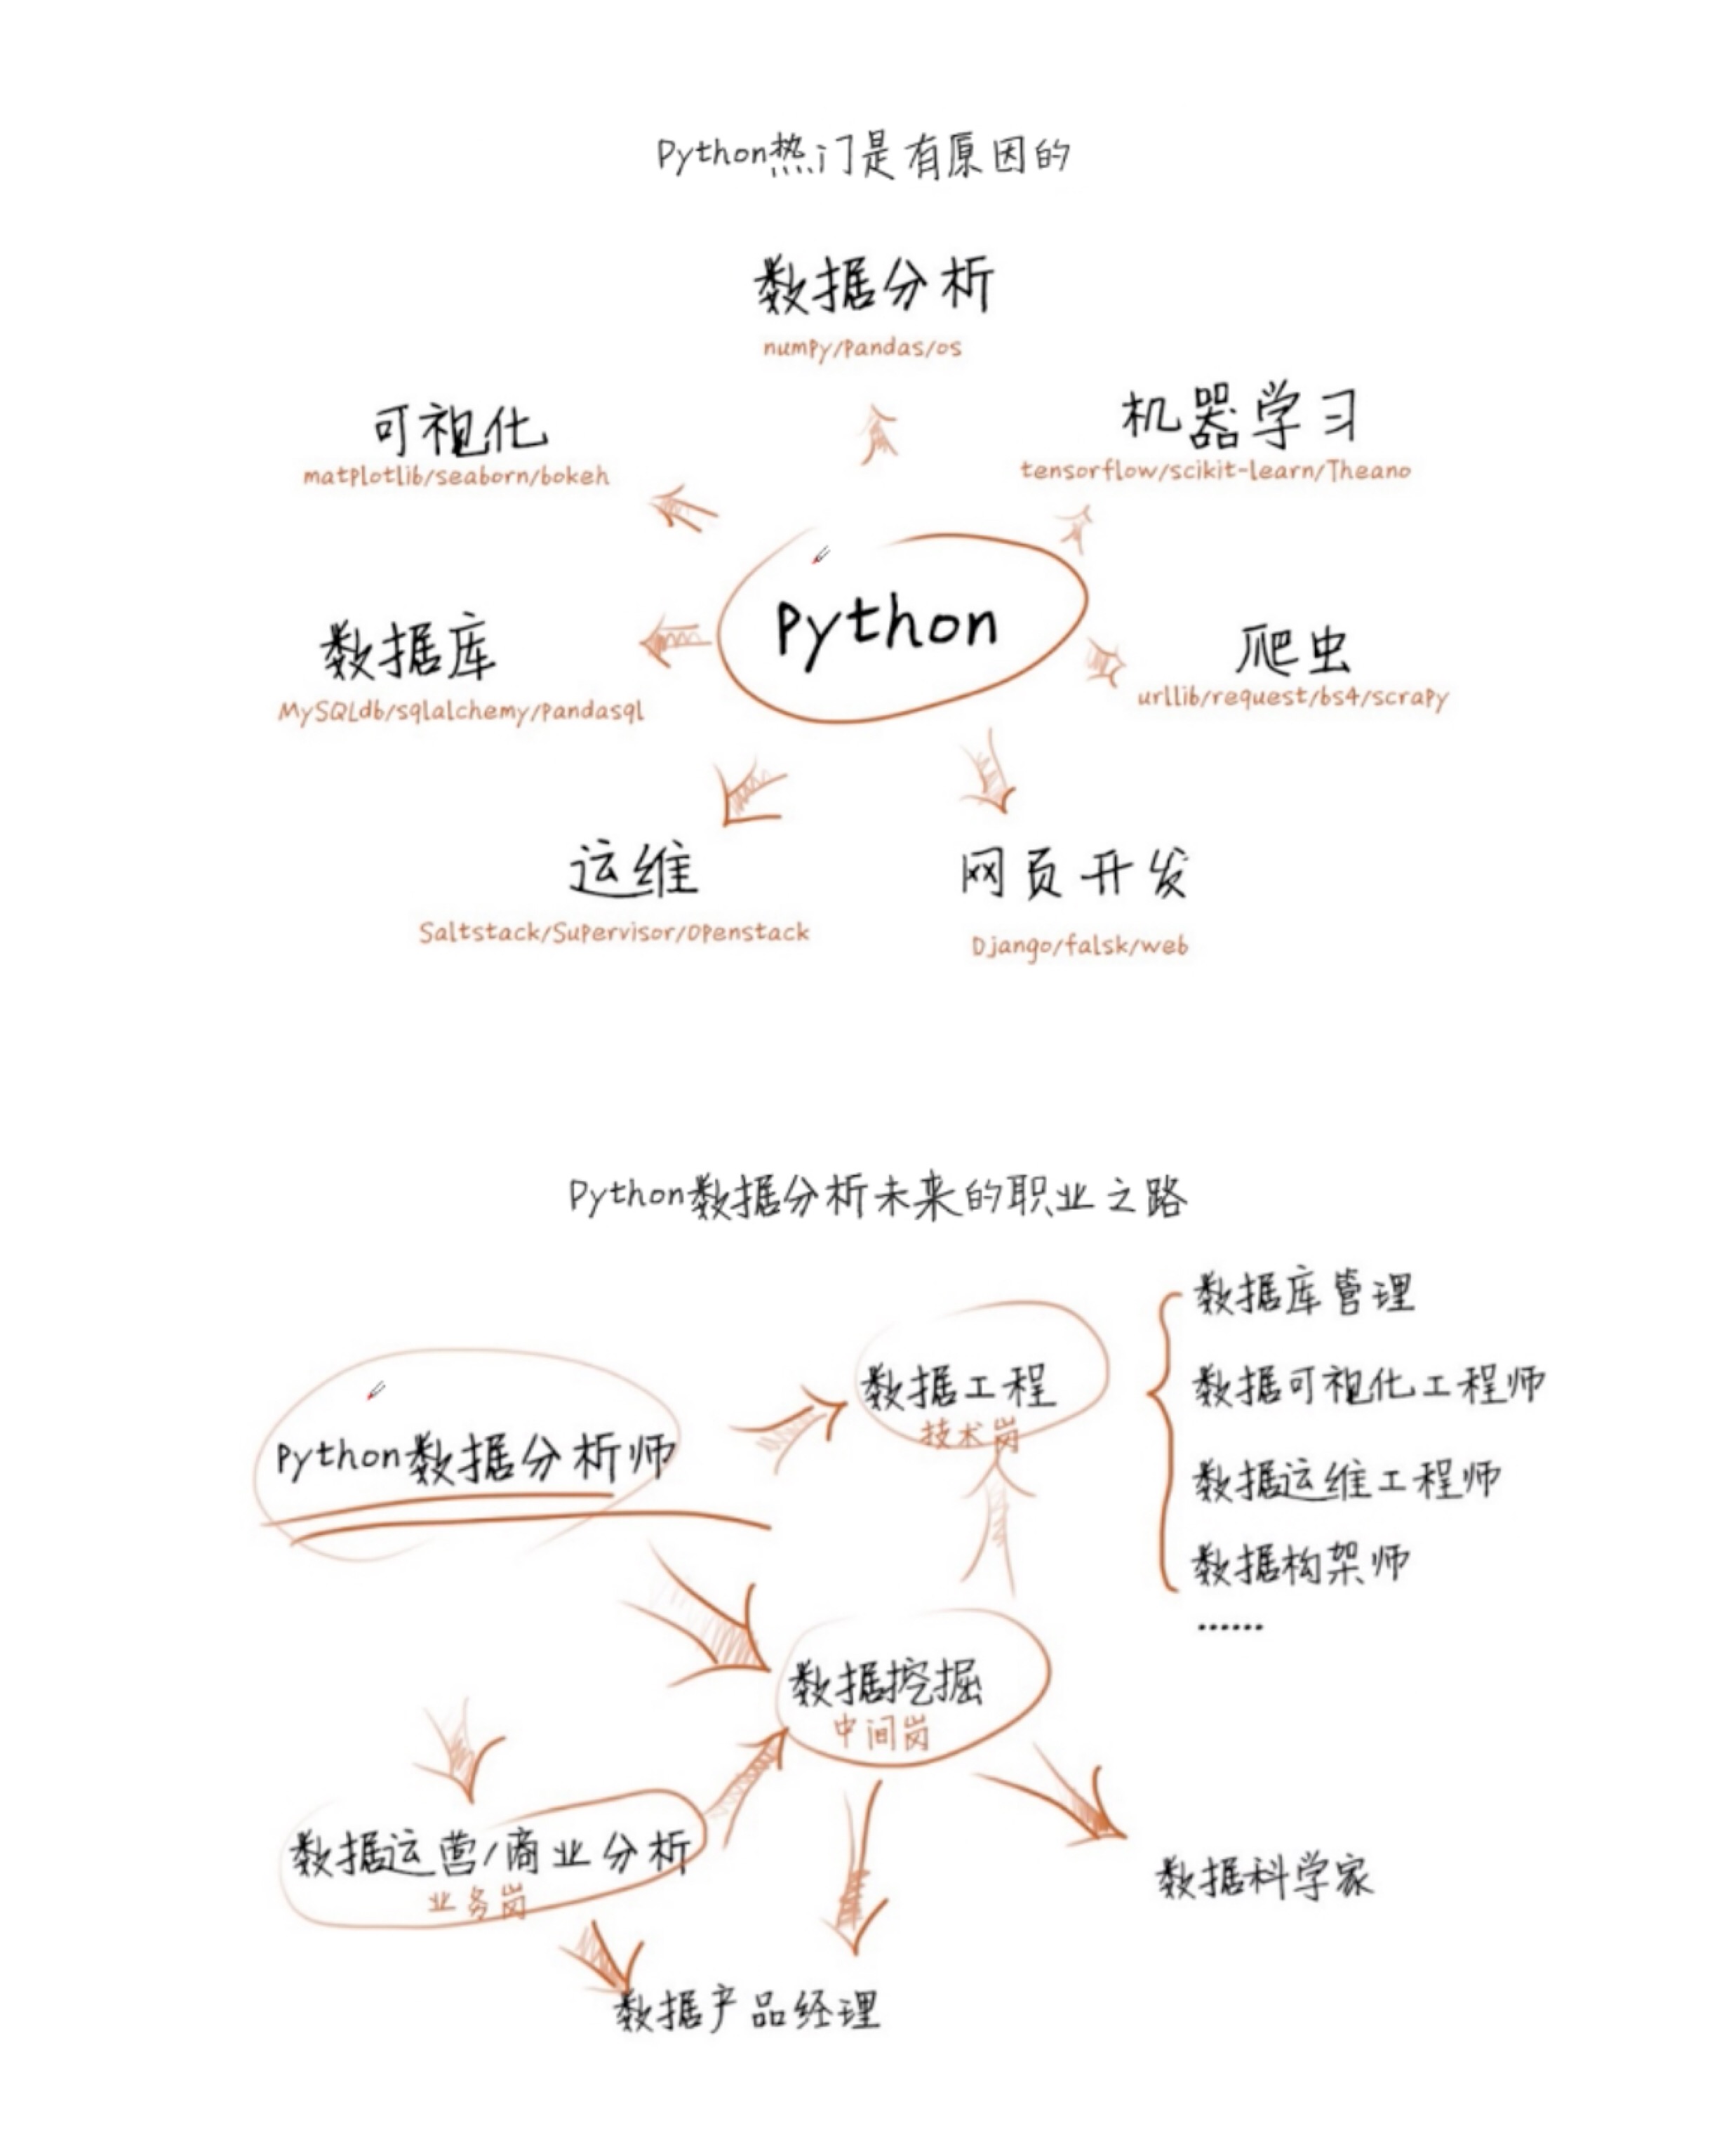 Python热门是有原因的
数据分析
numpy/pandas/os
可视化
matplotlib/seaborn/bokeh
机器学习
tensorflow/scikit-learn/Theano
python
数据库
MySQLdb/sqlalchemy/pandasql
爬虫
urllib/request/bs4/scrapy
运维
Saltstack/Supervisor/Openstack
网页开发
Django/falsk/web
Python数据分析未来的职业之路
Python数据分析师
数据工程
技术岗
数据库管理
数据可视化工程师
数据运维工程师
数据构架师
……
数据挖掘
中间岗
数据运营/商业分析
业务岗
数据科学家
数据产品经理